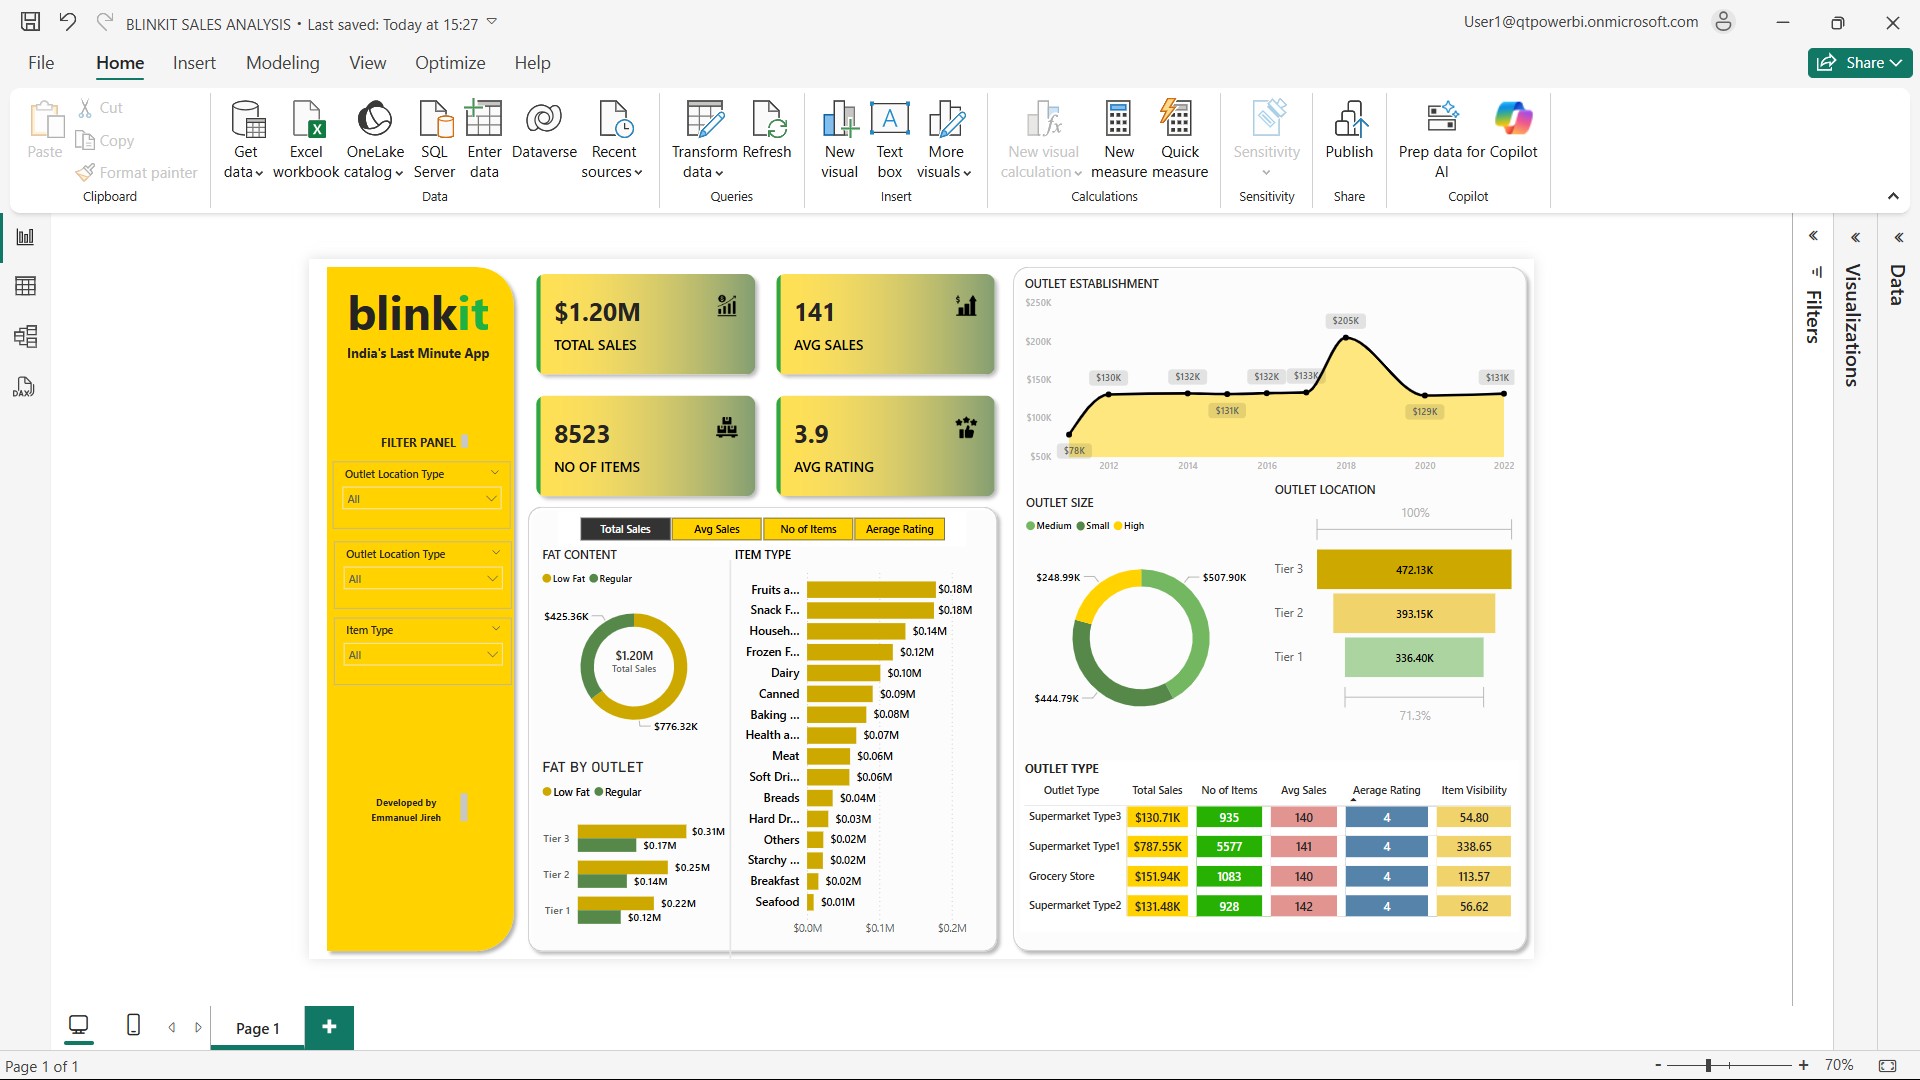 BLINKIT SALES ANALYSIS • Last saved: Today at 15:27
User1@qtpowerbi.onmicrosoft.com
File Home Insert Modeling View Optimize Help
Share
Paste
Cut
Copy
Format painter
Clipboard
Get data
Excel workbook
OneLake catalog
SQL Server
Enter data
Dataverse
Recent sources
Data
Transform data
Refresh
Queries
New visual
Text box
More visuals
Insert
New visual calculation
New measure
Quick measure
Calculations
Sensitivity
Sensitivity
Publish
Share
Prep data for AI
Copilot
Copilot
Filters
Visualizations
Data
blinkit
India's Last Minute App
FILTER PANEL
Outlet Location Type
All
Outlet Location Type
All
Item Type
All
Developed by
Emmanuel Jireh
$1.20M
TOTAL SALES
141
AVG SALES
8523
NO OF ITEMS
3.9
AVG RATING
Total Sales Avg Sales No of Items Aerage Rating
FAT CONTENT
Low Fat Regular
$425.36K
$1.20M
Total Sales
$776.32K
FAT BY OUTLET
Low Fat Regular
Tier 3 $0.31M
$0.17M
Tier 2 $0.25M
$0.14M
Tier 1 $0.22M
$0.12M
ITEM TYPE
Fruits a... $0.18M
Snack F... $0.18M
Househ... $0.14M
Frozen F... $0.12M
Dairy $0.10M
Canned $0.09M
Baking ... $0.08M
Health a... $0.07M
Meat $0.06M
Soft Dri... $0.06M
Breads $0.04M
Hard Dr... $0.03M
Others $0.02M
Starchy ... $0.02M
Breakfast $0.02M
Seafood $0.01M
$0.0M $0.1M $0.2M
OUTLET ESTABLISHMENT
$250K
$200K
$150K
$100K
$50K
$78K $130K $132K $131K $132K $133K $205K $129K $131K
2012 2014 2016 2018 2020 2022
OUTLET SIZE
Medium Small High
$248.99K
$507.90K
$444.79K
OUTLET LOCATION
100%
Tier 3 472.13K
Tier 2 393.15K
Tier 1 336.40K
71.3%
OUTLET TYPE
Outlet Type Total Sales No of Items Avg Sales Aerage Rating Item Visibility
Supermarket Type3 $130.71K 935 140 4 54.80
Supermarket Type1 $787.55K 5577 141 4 338.65
Grocery Store $151.94K 1083 140 4 113.57
Supermarket Type2 $131.48K 928 142 4 56.62
Page 1
Page 1 of 1
70%